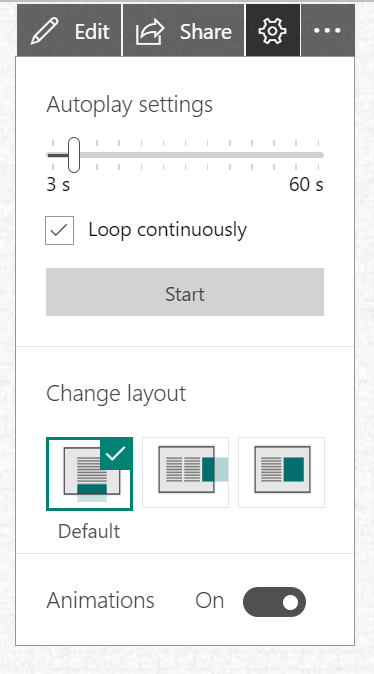 Edit Share
Autoplay settings
3 s 60 s
Loop continuously
Start
Change layout
Default
Animations On